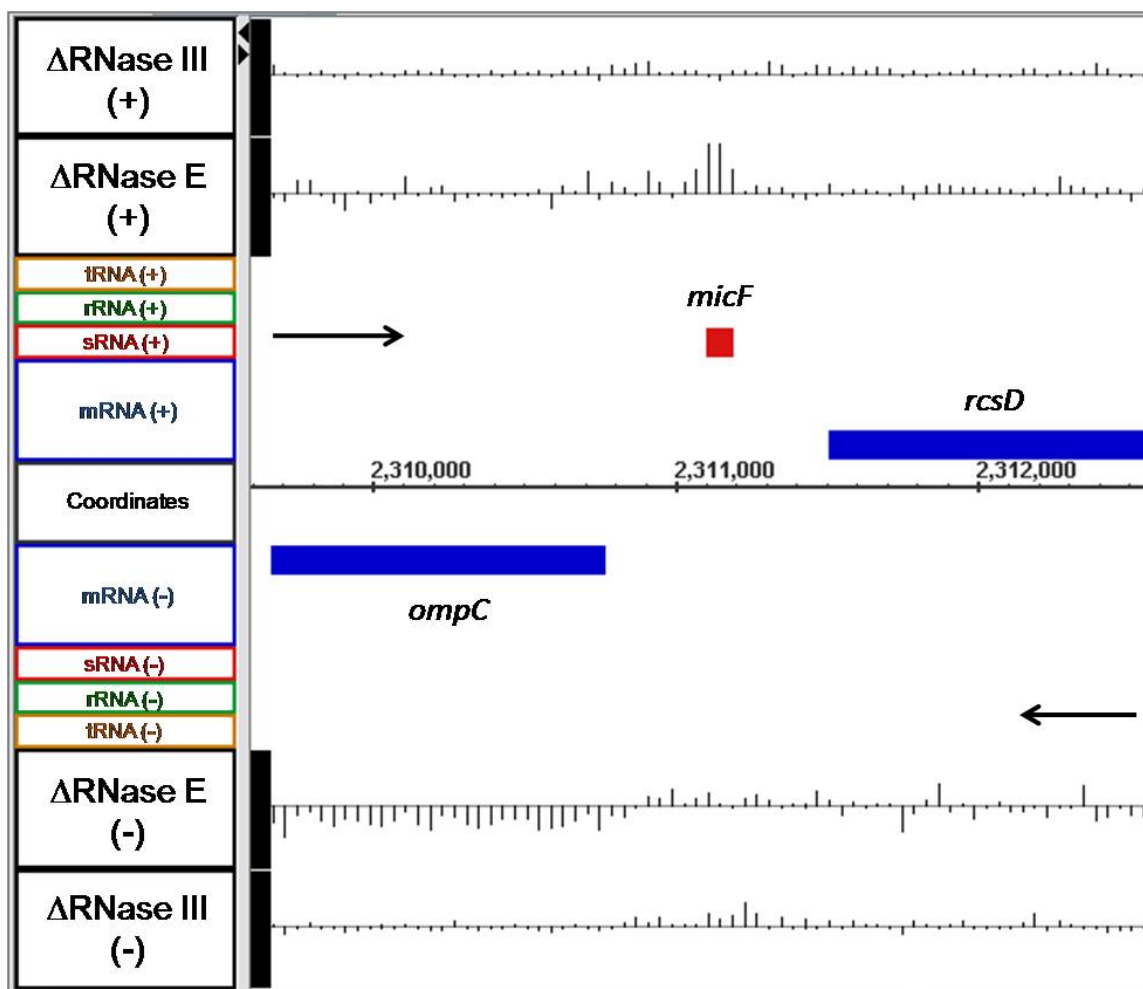 ΔRNase III
(+)
ΔRNase E
(+)
tRNA (+)
rRNA (+)
micF
sRNA (+)
mRNA (+)
rcsD
2,310,000 2,311,000 2,312,000
Coordinates
mRNA (-)
ompC
sRNA (-)
rRNA (-)
tRNA (-)
ΔRNase E
(-)
ΔRNase III
(-)